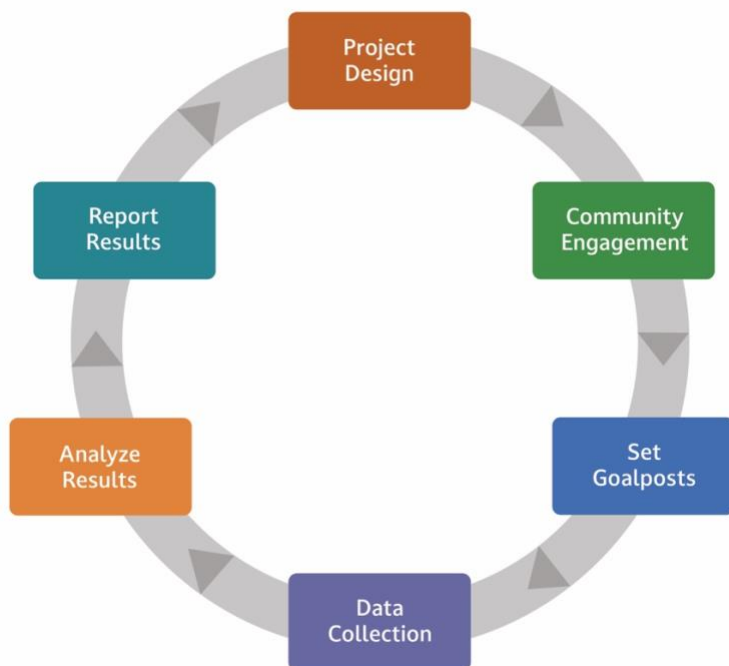 Project
Design
Community
Engagement
Set
Goalposts
Data
Collection
Analyze
Results
Report
Results